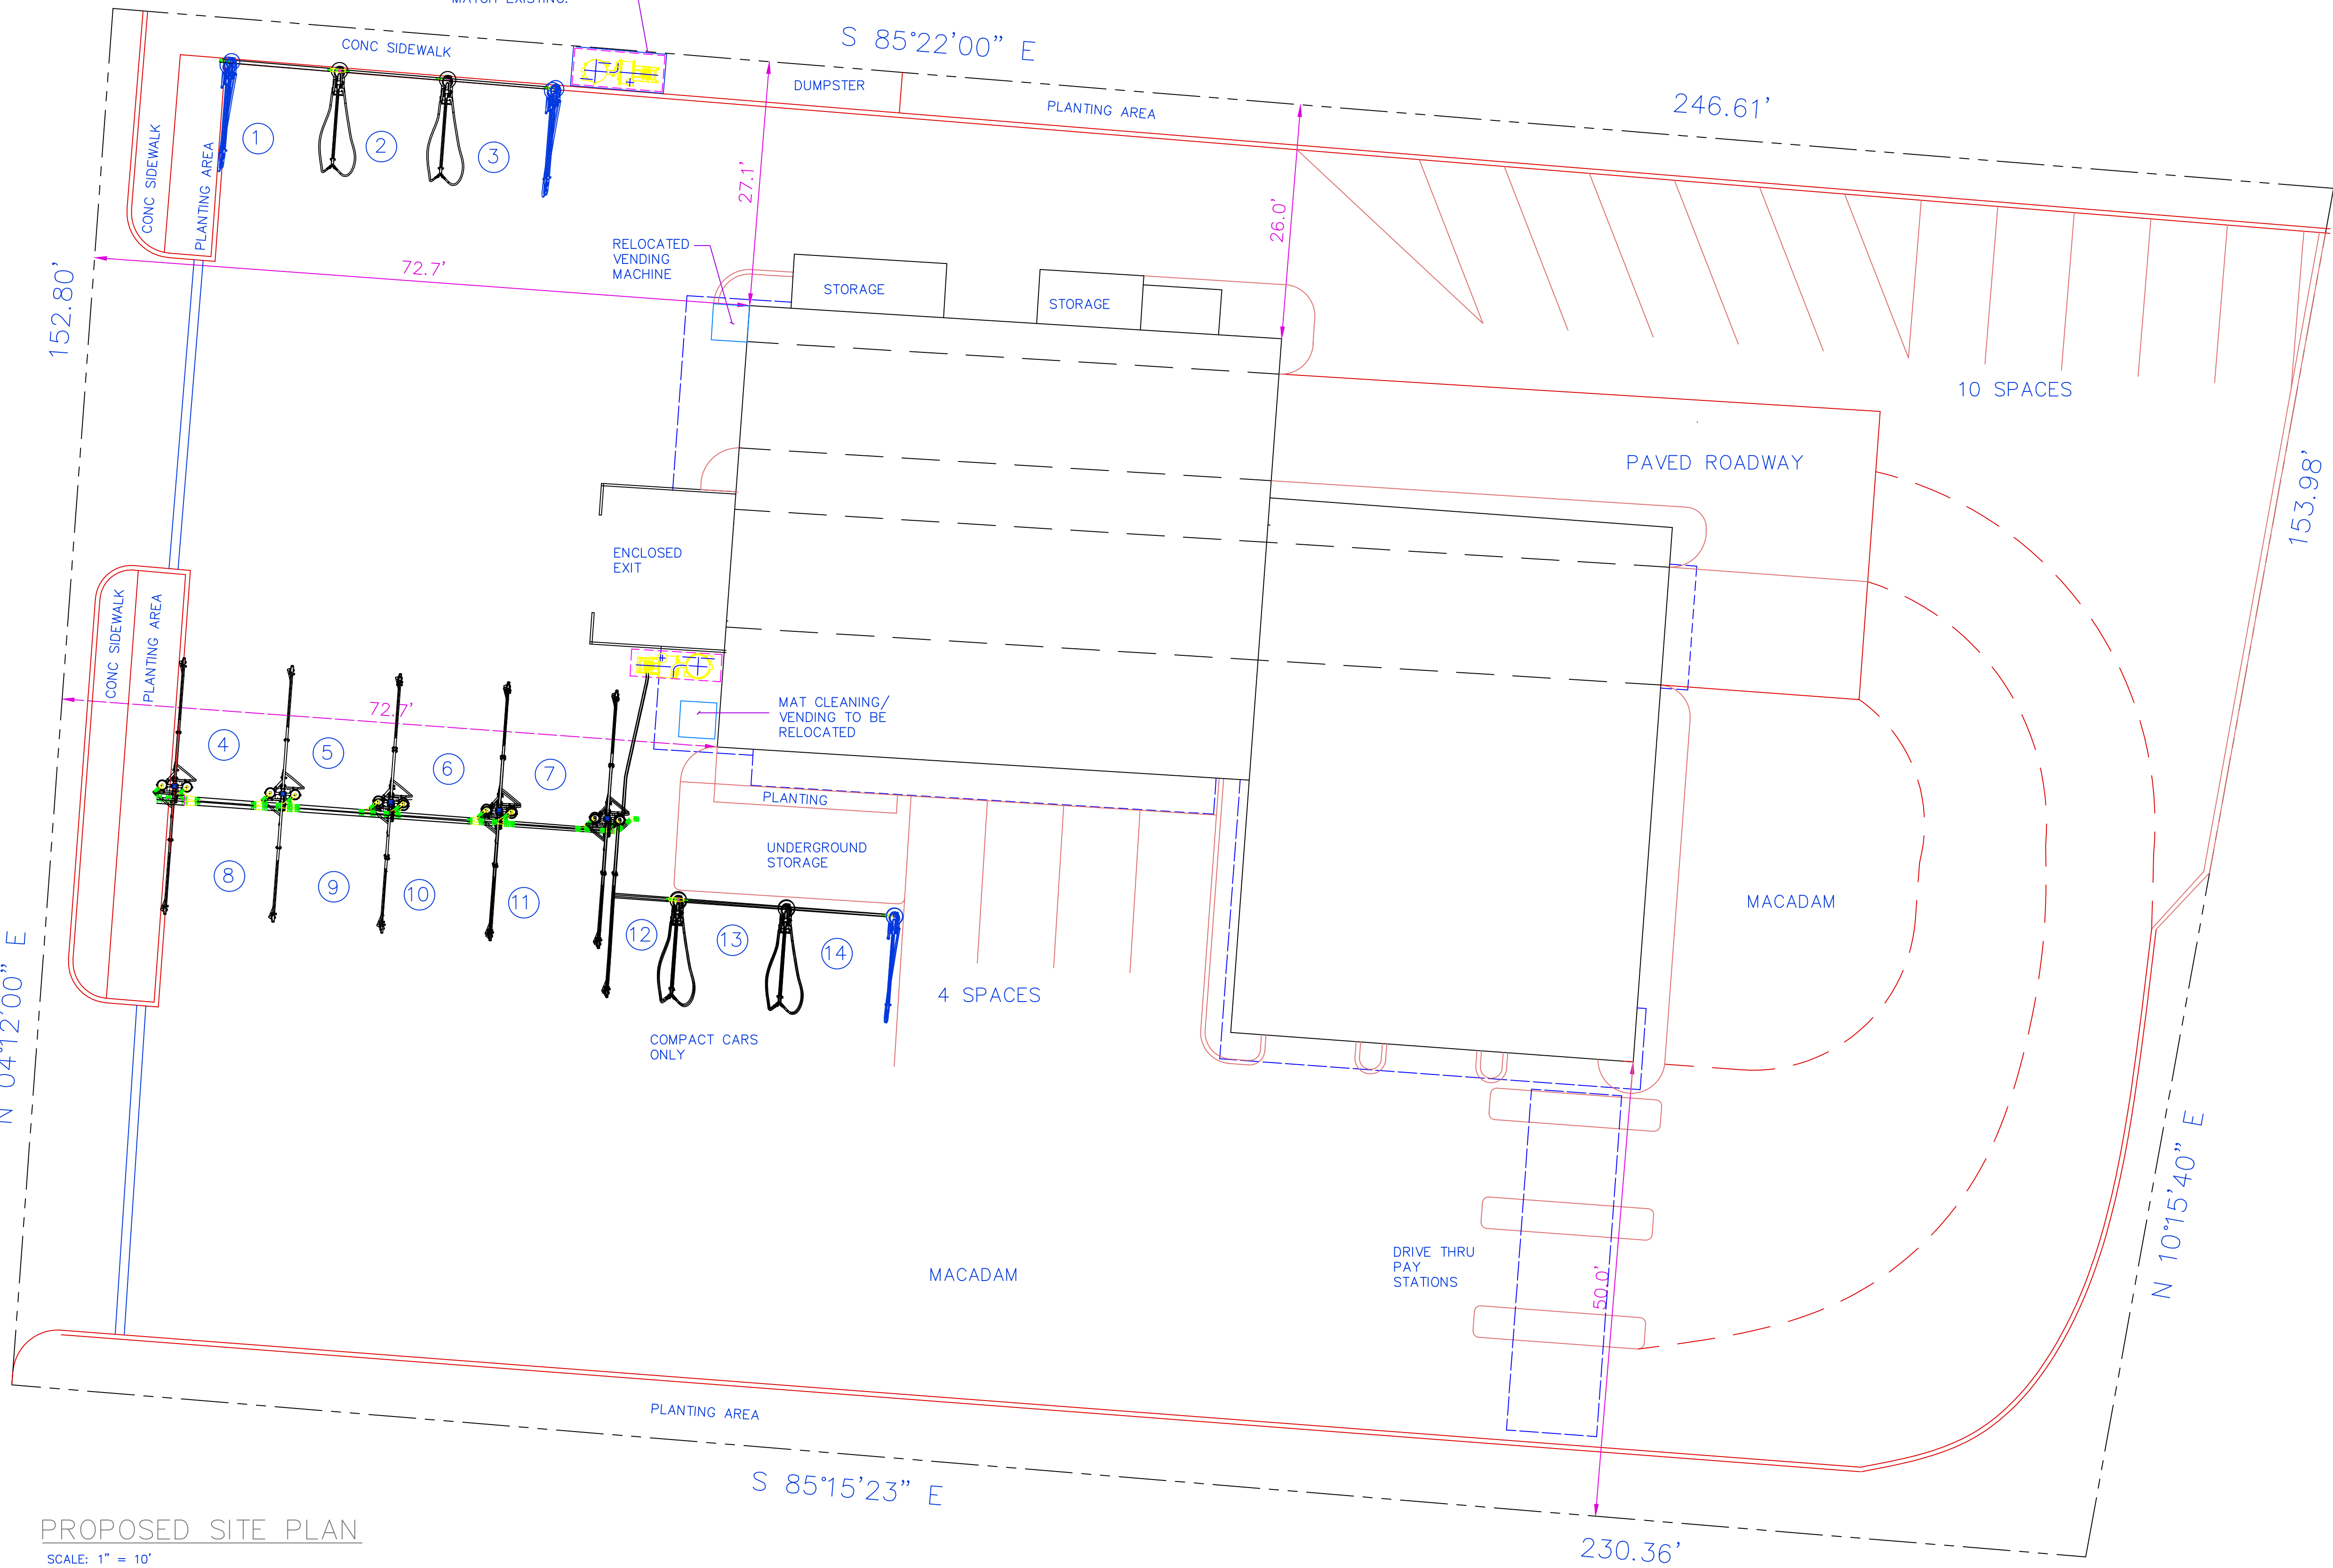 S 85°22'00" E
CONC SIDEWALK
DUMPSTER
PLANTING AREA
246.61'
CONC SIDEWALK
PLANTING AREA
1
2
3
27.1'
26.0'
152.80'
72.7'
RELOCATED
VENDING
MACHINE
STORAGE
STORAGE
10 SPACES
PAVED ROADWAY
153.98'
ENCLOSED
EXIT
CONC SIDEWALK
PLANTING AREA
72.7'
MAT CLEANING/
VENDING TO BE
RELOCATED
4
5
6
7
PLANTING
UNDERGROUND
STORAGE
8
9
10
11
12
13
14
MACADAM
4 SPACES
COMPACT CARS
ONLY
N 04°12'00" E
N 10°15'40" E
DRIVE THRU
PAY
STATIONS
50.0'
MACADAM
PLANTING AREA
S 85°15'23" E
230.36'
PROPOSED SITE PLAN
SCALE: 1" = 10'